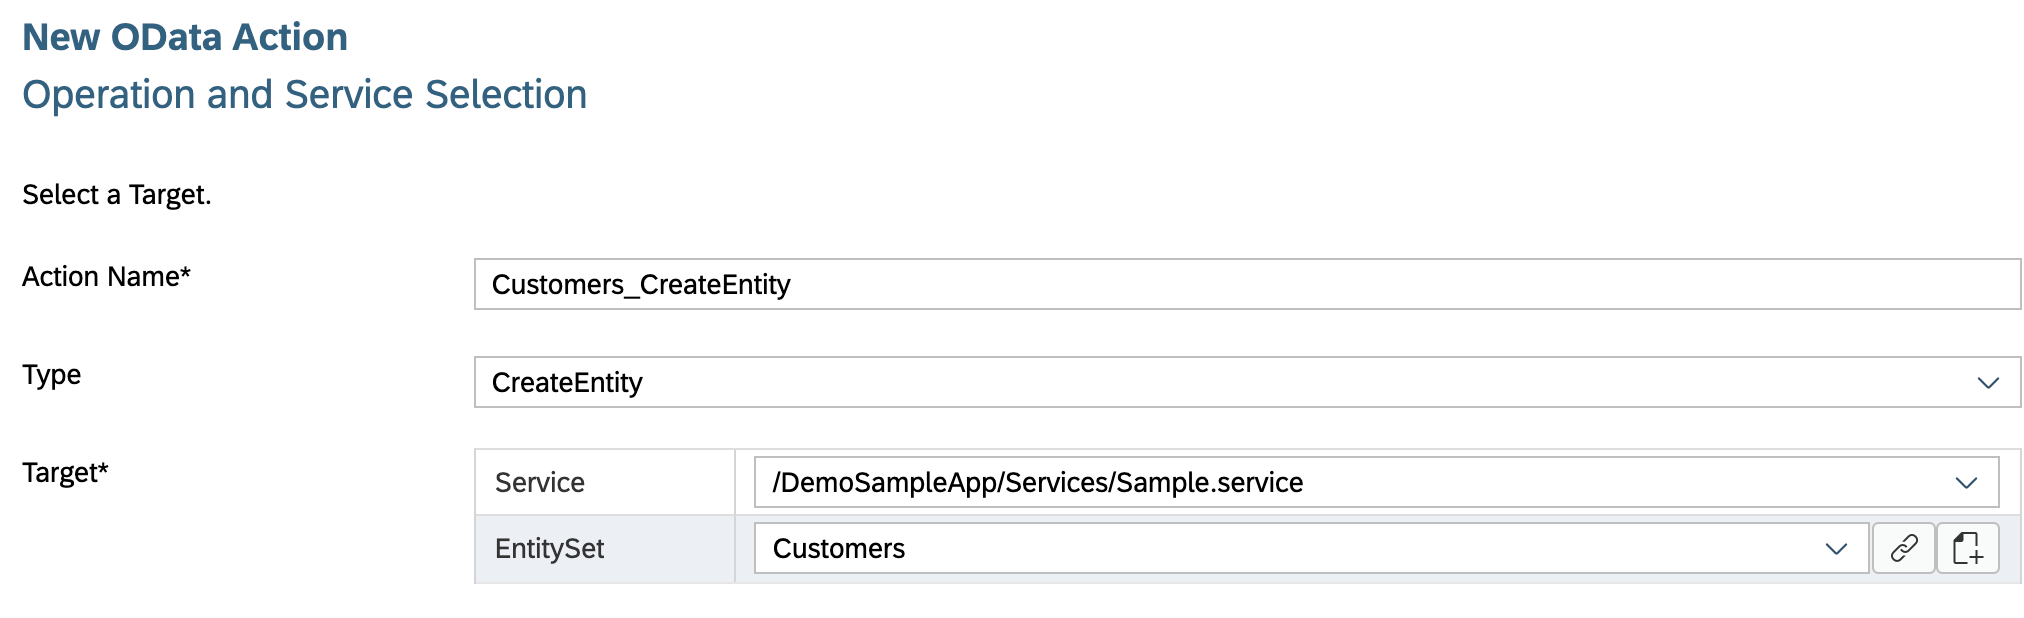 New OData Action
Operation and Service Selection
Select a Target.
Action Name*
Customers_CreateEntity
Type
CreateEntity
Target*
Service
/DemoSampleApp/Services/Sample.service
EntitySet
Customers